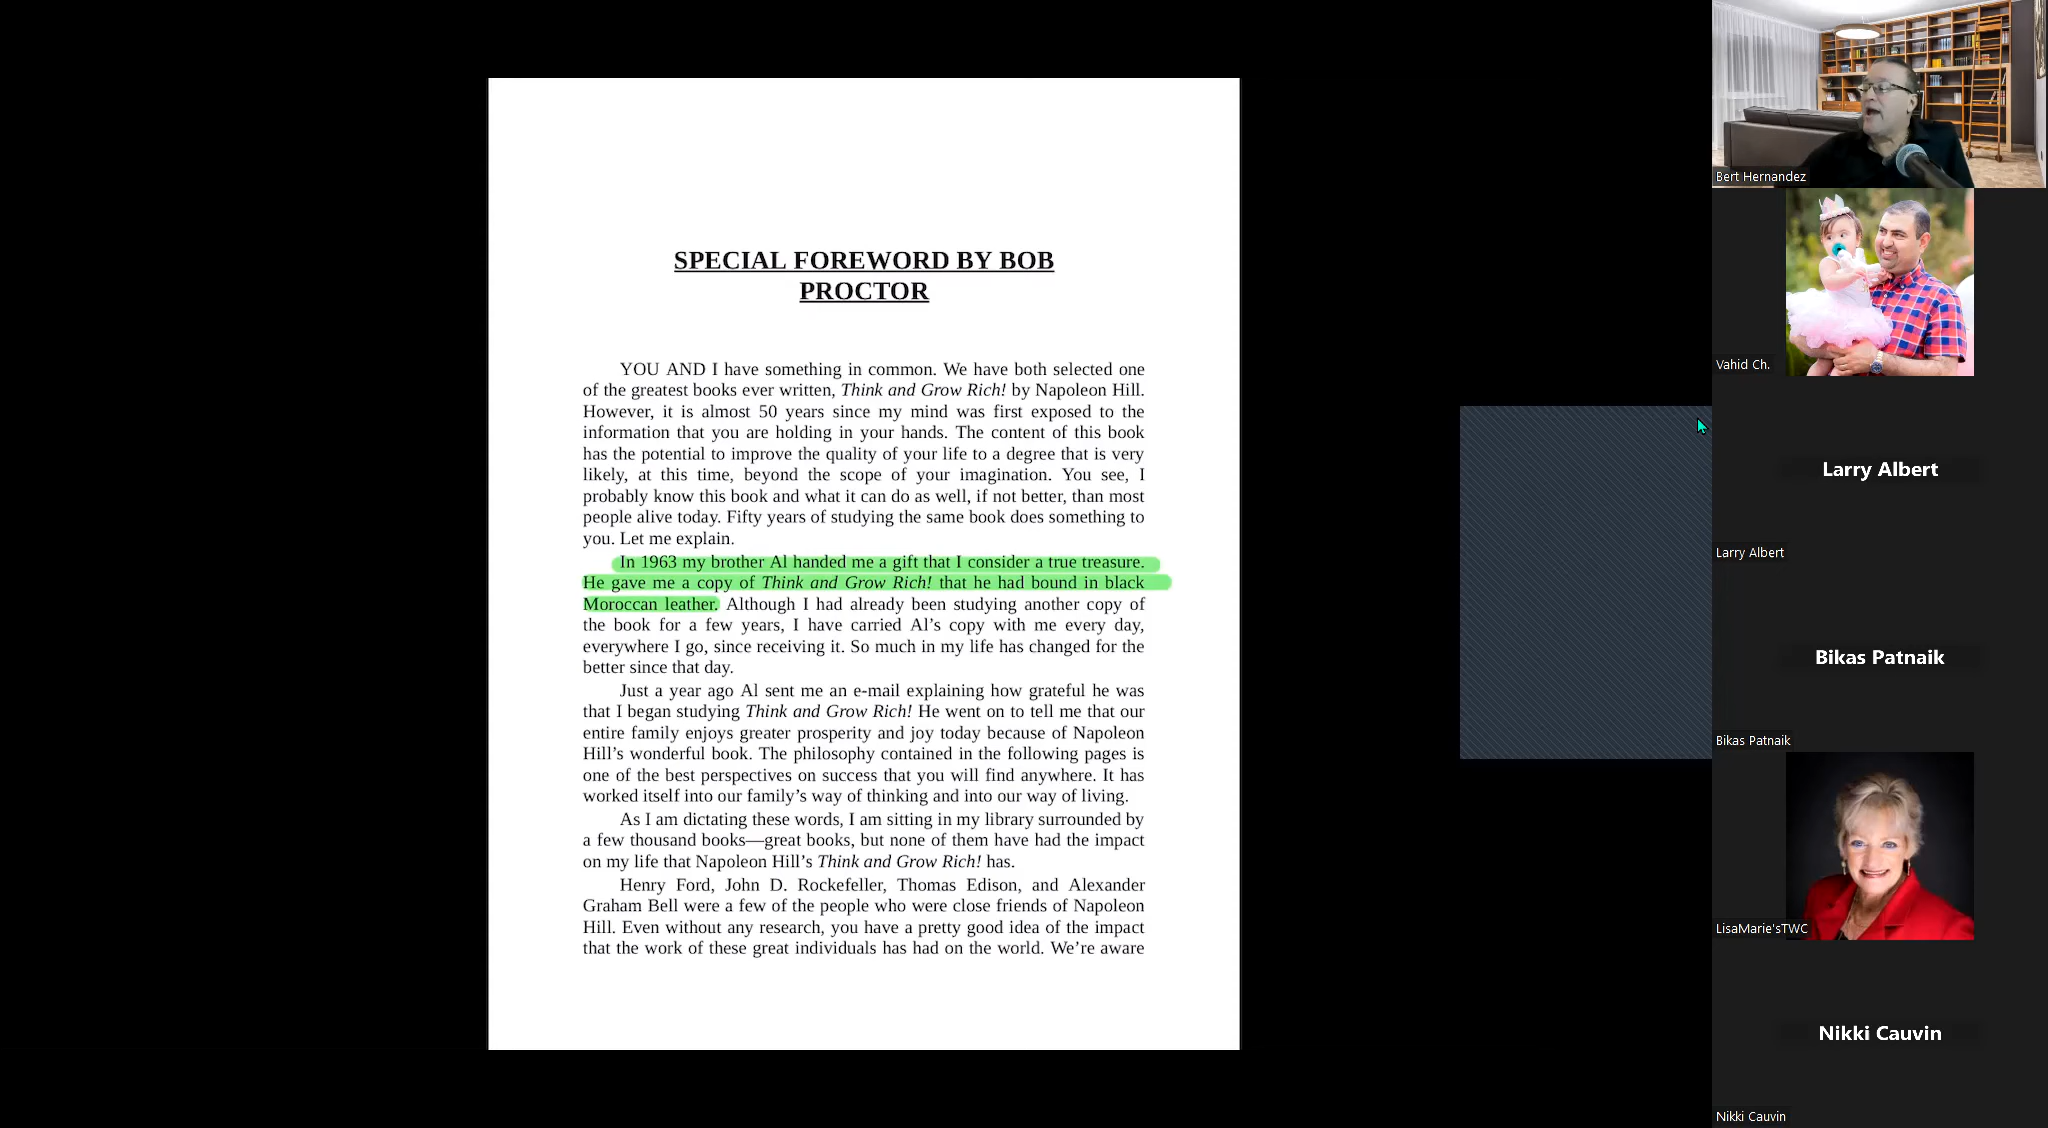 SPECIAL FOREWORD BY BOB
PROCTOR
YOU AND I have something in common. We have both selected one
of the greatest books ever written, Think and Grow Rich! by Napoleon Hill.
However, it is almost 50 years since my mind was first exposed to the
information that you are holding in your hands. The content of this book
has the potential to improve the quality of your life to a degree that is very
likely, at this time, beyond the scope of your imagination. You see, I
probably know this book and what it can do as well, if not better, than most
people alive today. Fifty years of studying the same book does something to
you. Let me explain.
In 1963 my brother Al handed me a gift that I consider a true treasure.
He gave me a copy of Think and Grow Rich! that he had bound in black
Moroccan leather. Although I had already been studying another copy of
the book for a few years, I have carried Al’s copy with me every day,
everywhere I go, since receiving it. So much in my life has changed for the
better since that day.
Just a year ago Al sent me an e-mail explaining how grateful he was
that I began studying Think and Grow Rich! He went on to tell me that our
entire family enjoys greater prosperity and joy today because of Napoleon
Hill’s wonderful book. The philosophy contained in the following pages is
one of the best perspectives on success that you will find anywhere. It has
worked itself into our family’s way of thinking and into our way of living.
As I am dictating these words, I am sitting in my library surrounded by
a few thousand books—great books, but none of them have had the impact
on my life that Napoleon Hill’s Think and Grow Rich! has.
Henry Ford, John D. Rockefeller, Thomas Edison, and Alexander
Graham Bell were a few of the people who were close friends of Napoleon
Hill. Even without any research, you have a pretty good idea of the impact
that the work of these great individuals has had on the world. We’re aware
Bert Hernandez
Vahid Ch.
Larry Albert
Larry Albert
Bikas Patnaik
Bikas Patnaik
LisaMarie'sTWC
Nikki Cauvin
Nikki Cauvin